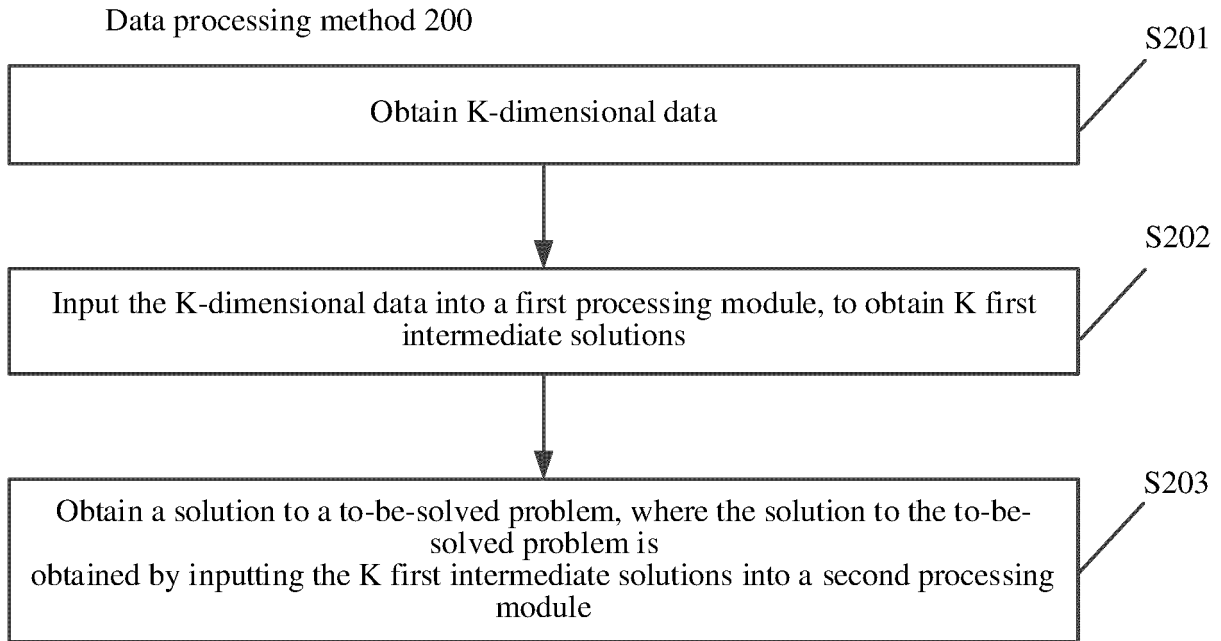 Data processing method 200
S201
Obtain K-dimensional data
S202
Input the K-dimensional data into a first processing module, to obtain K first
intermediate solutions
S203
Obtain a solution to a to-be-solved problem, where the solution to the to-be-
solved problem is
obtained by inputting the K first intermediate solutions into a second processing
module